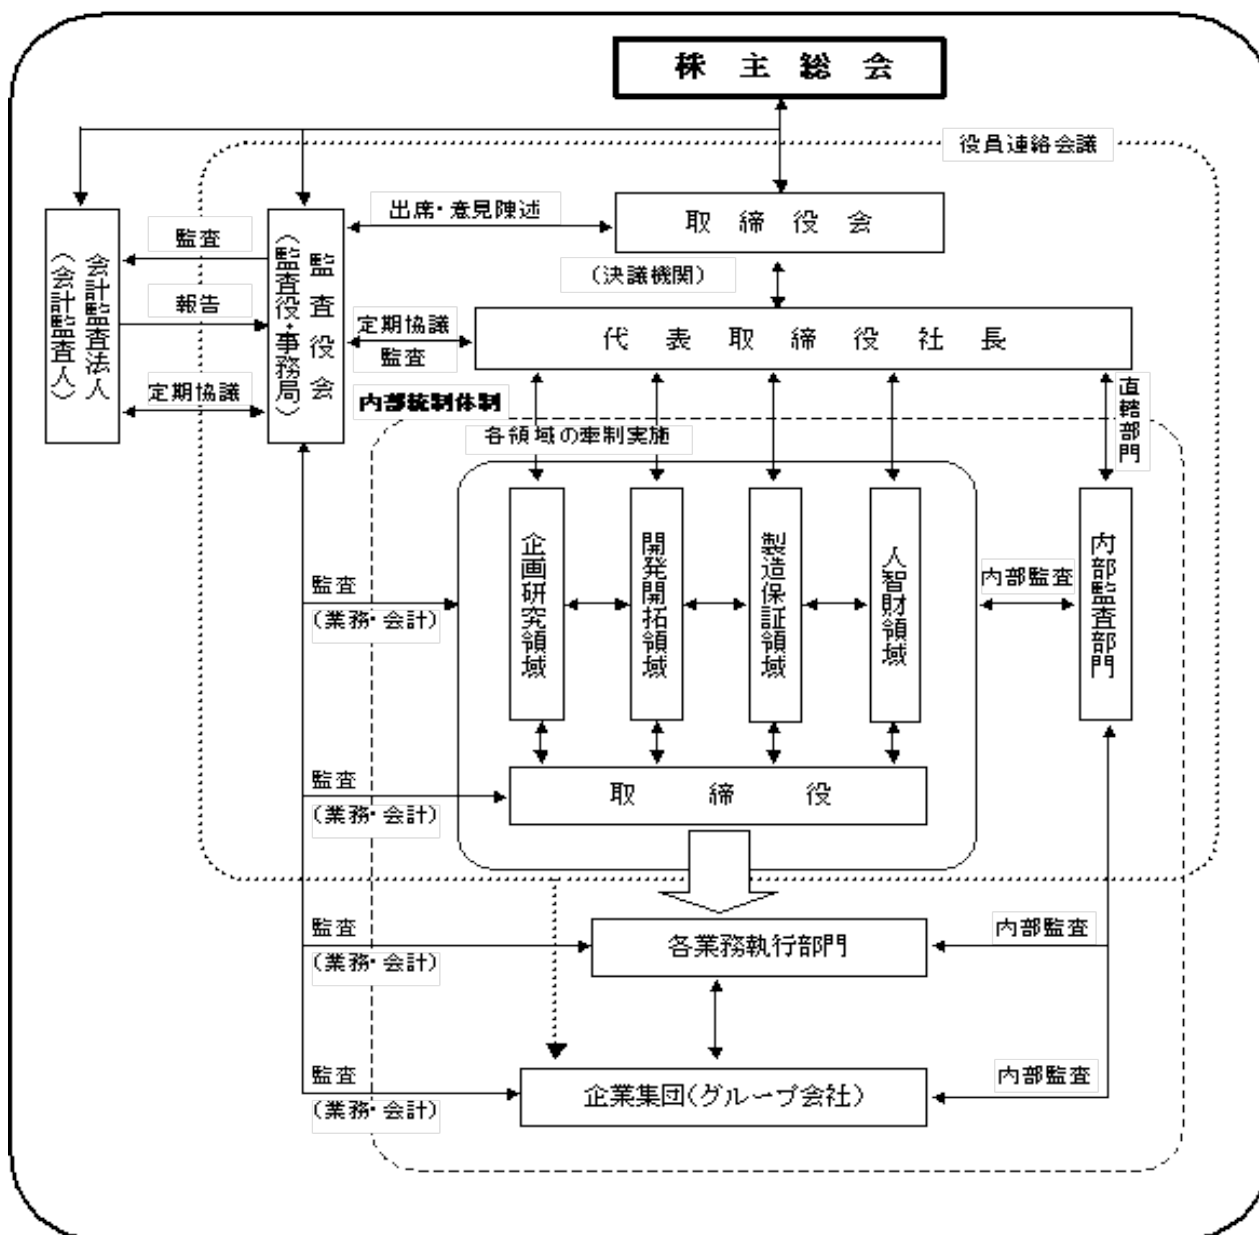 株主総会
役員連絡会議
出席・意見陳述
取締役会
監査
(決議機関)
会計監査法人
(会計監査人)
監査役会
(監査役・事務局)
報告
定期協議
監査
代表取締役社長
定期協議
内部統制体制
直轄部門
各領域の牽制実施
企画研究領域
開発開拓領域
製造保証領域
人智財領域
内部監査
内部監査部門
監査
(業務・会計)
監査
(業務・会計)
取締役
監査
(業務・会計)
各業務執行部門
内部監査
監査
(業務・会計)
企業集団(グループ会社)
内部監査